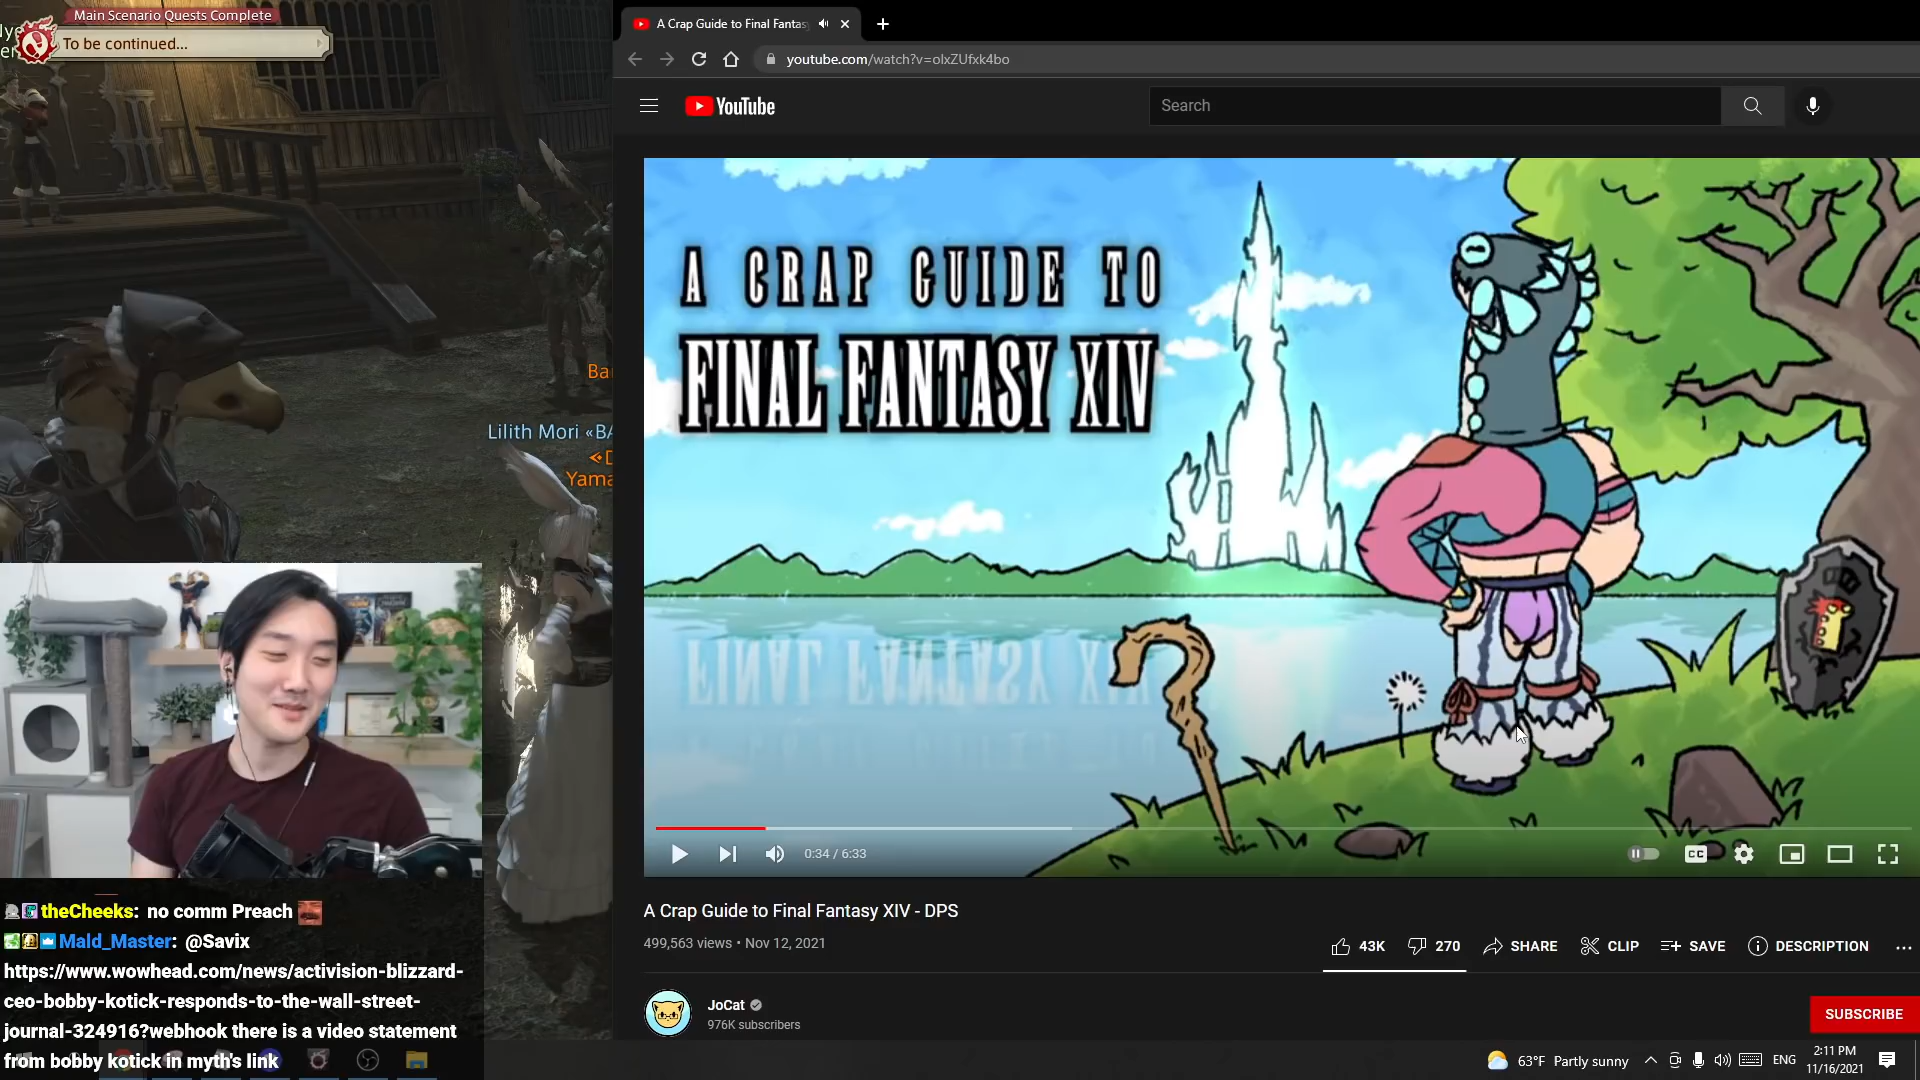 Main Scenario Quests Complete
To be continued...
A Crap Guide to Final Fantas
youtube.com/watch?v=olxZUfxk4bo
YouTube
Search
A CRAP GUIDE TO
FINAL FANTASY XIV
Ba
Lilith Mori «BA
Yama
0:34 / 6:33
CC
A Crap Guide to Final Fantasy XIV - DPS
499,563 views • Nov 12, 2021
43K
270
SHARE
CLIP
SAVE
DESCRIPTION
JoCat
976K subscribers
SUBSCRIBE
theCheeks: no comm Preach
Mald_Master: @Savix
https://www.wowhead.com/news/activision-blizzard-
ceo-bobby-kotick-responds-to-the-wall-street-
journal-324916?webhook there is a video statement
from bobby kotick in myth's link
63°F Partly sunny
ENG
2:11 PM
11/16/2021